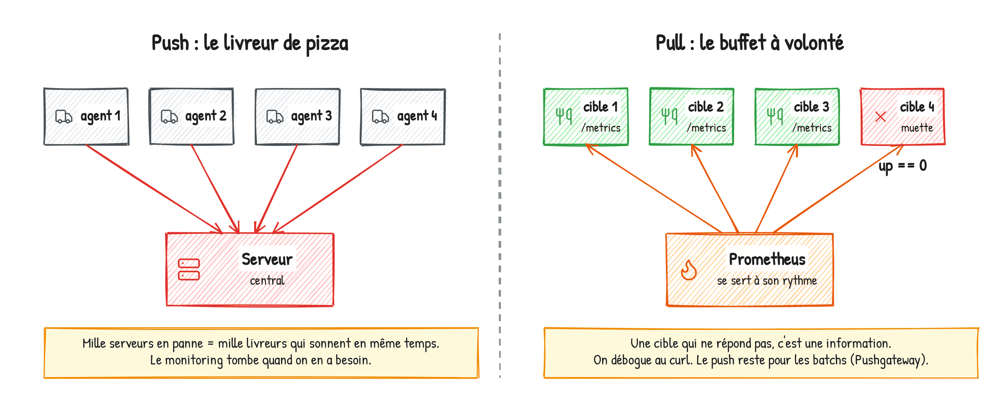 Push : le livreur de pizza
agent 1
agent 2
agent 3
agent 4
Serveur
central
Mille serveurs en panne = mille livreurs qui sonnent en même temps.
Le monitoring tombe quand on en a besoin.
Pull : le buffet à volonté
cible 1
/metrics
cible 2
/metrics
cible 3
/metrics
cible 4
muette
up == 0
Prometheus
se sert à son rythme
Une cible qui ne répond pas, c'est une information.
On débogue au curl. Le push reste pour les batchs (Pushgateway).